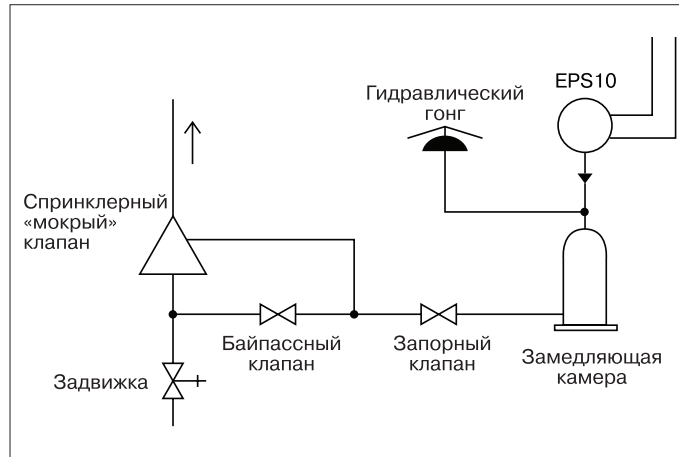 EPS10
Гидравлический
гонг
Спринклерный
«мокрый»
клапан
Байпассный
клапан
Запорный
клапан
Замедляющая
камера
Задвижка